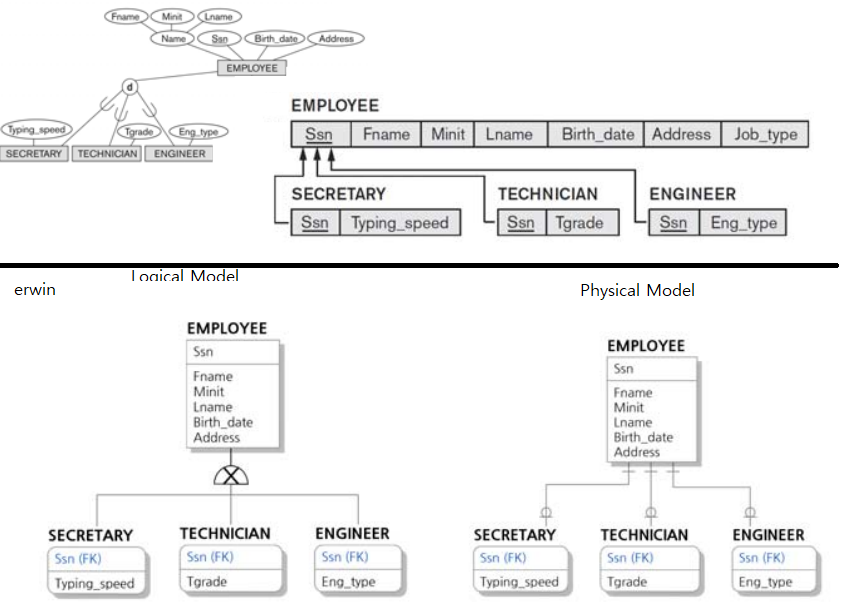 Fname Minit Lname
Name Ssn Birth_date Address
EMPLOYEE
d
Typing_speed Tgrade Eng_type
SECRETARY TECHNICIAN ENGINEER
EMPLOYEE
Ssn Fname Minit Lname Birth_date Address Job_type
SECRETARY TECHNICIAN ENGINEER
Ssn Typing_speed Ssn Tgrade Ssn Eng_type
erwin Logical Model Physical Model
EMPLOYEE
Ssn
Fname
Minit
Lname
Birth_date
Address
SECRETARY
Ssn (FK)
Typing_speed
TECHNICIAN
Ssn (FK)
Tgrade
ENGINEER
Ssn (FK)
Eng_type
EMPLOYEE
Ssn
Fname
Minit
Lname
Birth_date
Address
SECRETARY
Ssn (FK)
Typing_speed
TECHNICIAN
Ssn (FK)
Tgrade
ENGINEER
Ssn (FK)
Eng_type